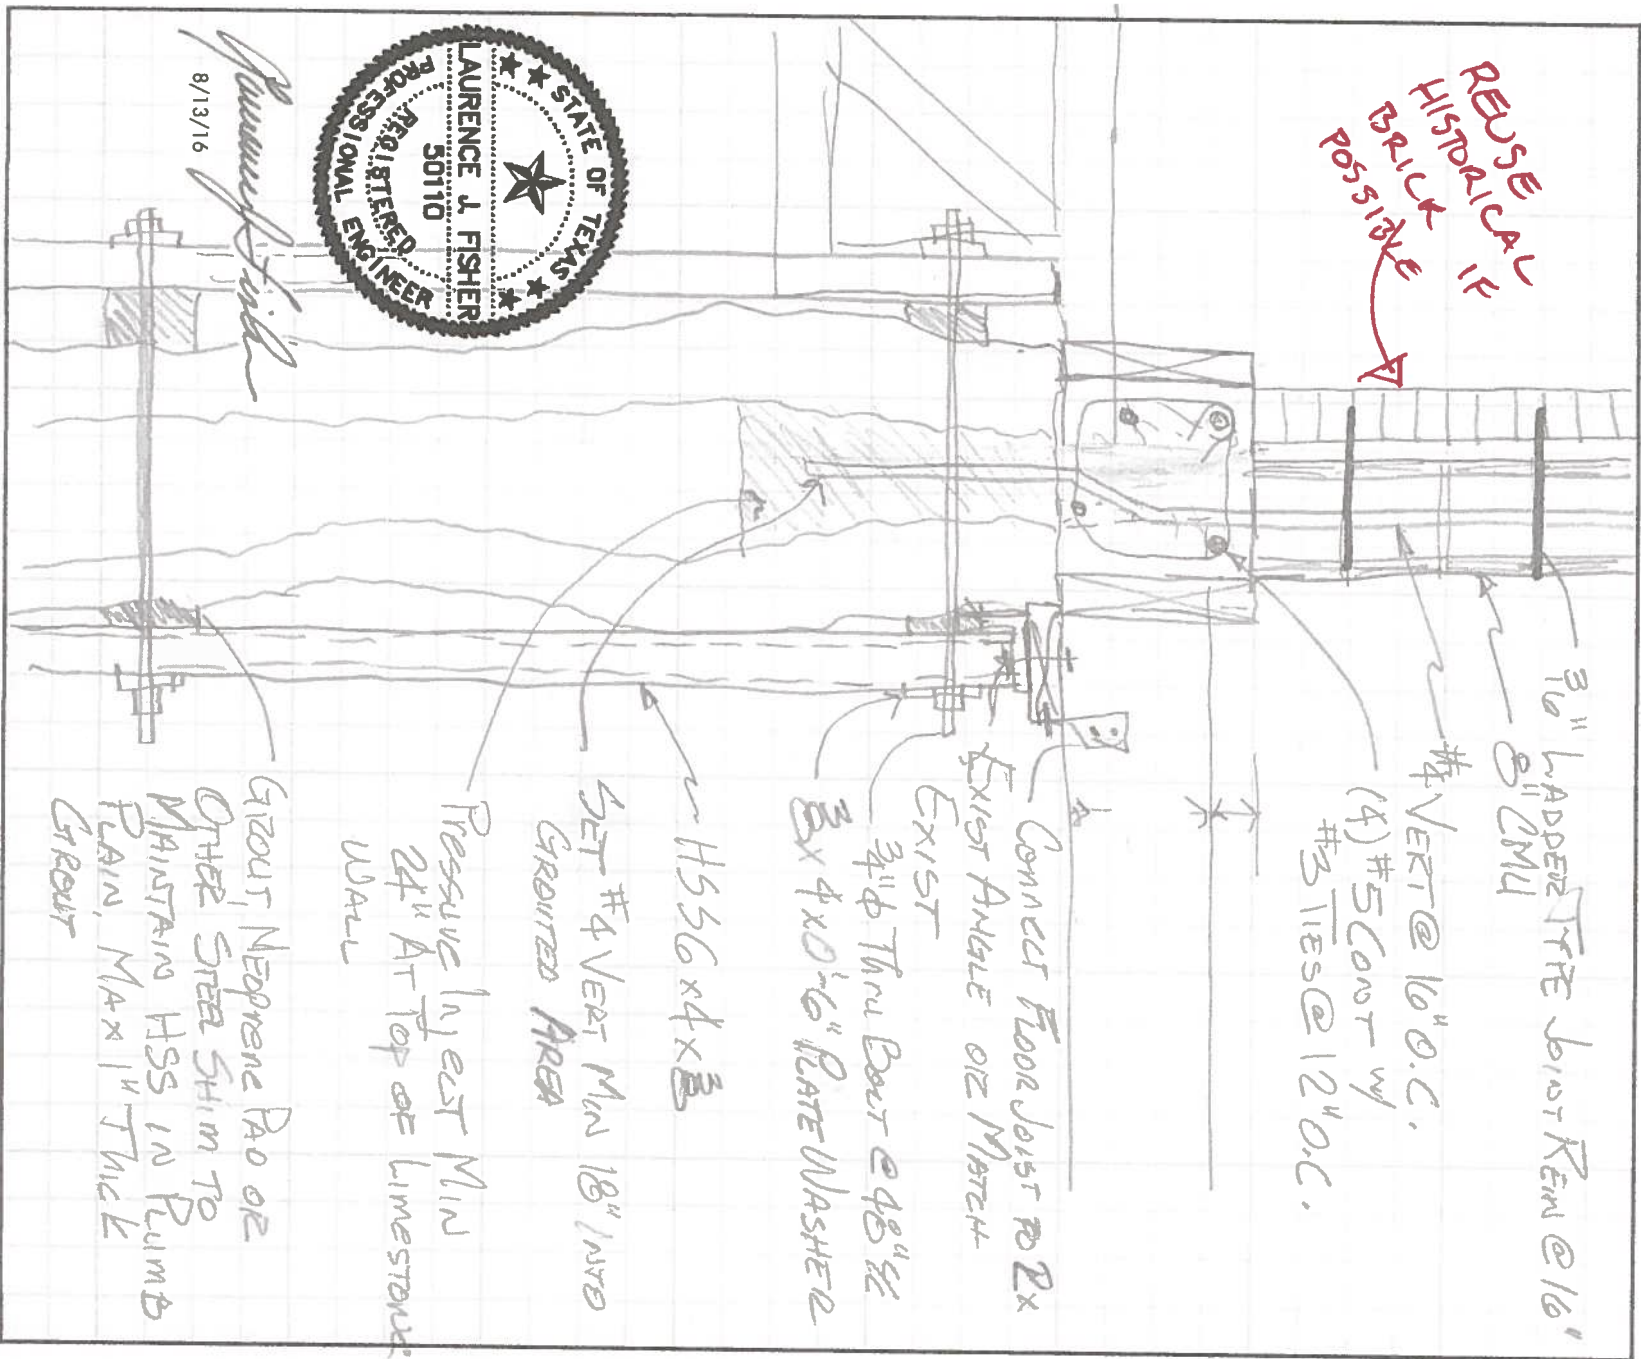 REUSE
HISTORICAL IF
BRICK
POSSIBLE
3/16" LADDER TYPE JOINT REIN @ 16"
8" CMU
#4 VERT @ 16" O.C.
(4) #5 CONT W/
#3 TIES @ 12" O.C.
CONNECT FLOOR JOIST TO 2X
EXIST ANGLE OR MATCH
EXIST
3/4" φ THRU BOLT @ 48" %
x 4 x 0'-6" PLATE WASHER
HSS 6 x 4 x
SET #4 VERT MIN 18" INTO
GROUTED AREA
PRESSURE INJECT MIN
24" AT TOP OF LIMESTONE
WALL
GROUT, NEOPRENE PAD OR
OTHER STEEL SHIM TO
MAINTAIN HSS IN PLUMB
PLAIN, MAX 1" THICK
GROUT
STATE OF TEXAS
LAURENCE J. FISHER
50110
REGISTERED
PROFESSIONAL ENGINEER
8/13/16